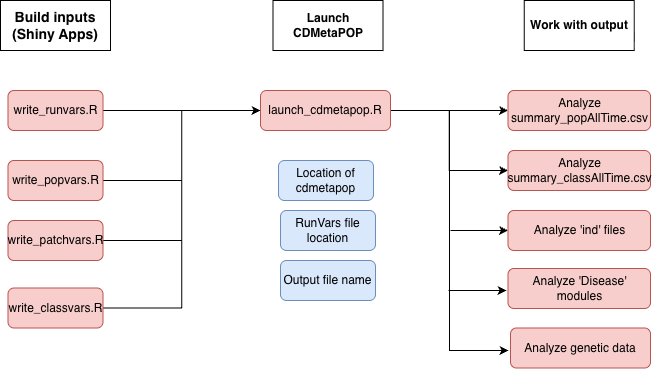 Build inputs
(Shiny Apps)
Launch
CDMetaPOP
Work with output
write_runvars.R
launch_cdmetapop.R
Analyze
summary_popAllTime.csv
write_popvars.R
Location of
cdmetapop
Analyze
summary_classAllTime.csv
write_patchvars.R
RunVars file
location
Analyze 'ind' files
write_classvars.R
Output file name
Analyze 'Disease'
modules
Analyze genetic data